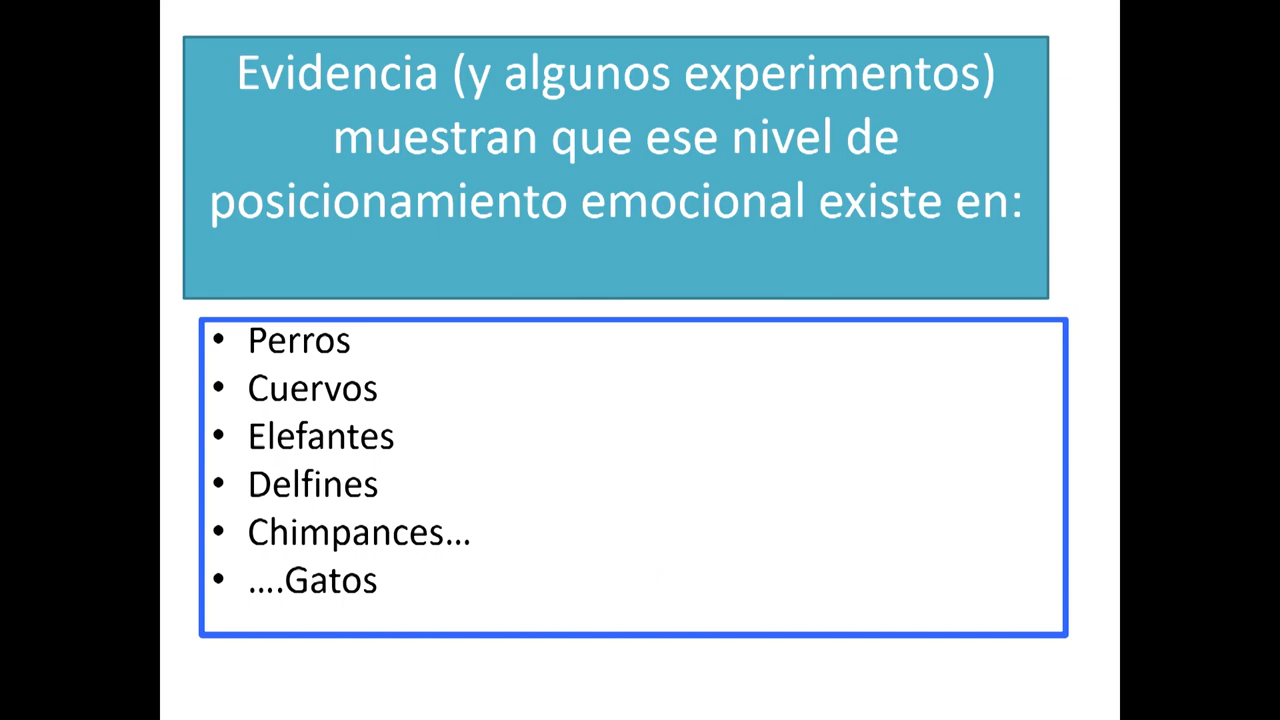 Evidencia (y algunos experimentos)
muestran que ese nivel de
posicionamiento emocional existe en:
• Perros
• Cuervos
• Elefantes
• Delfines
• Chimpances...
• ....Gatos